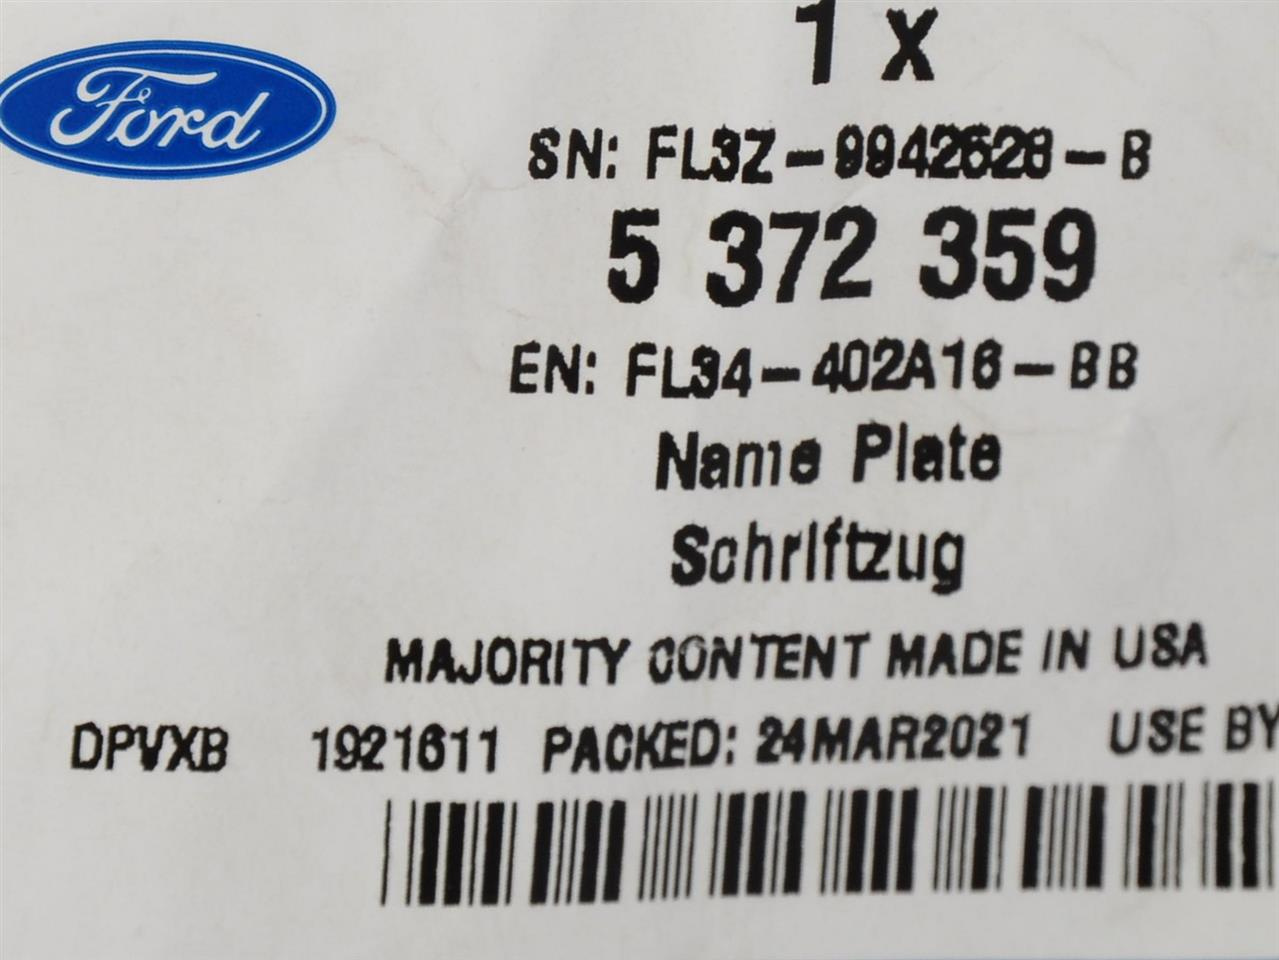 Ford
1 x
SN: FL3Z-9942528-B
5 372 359
EN: FL34-402A16-BB
Name Plate
Schriftzug
MAJORITY CONTENT MADE IN USA
DPVXB 1921611 PACKED: 24MAR2021 USE BY